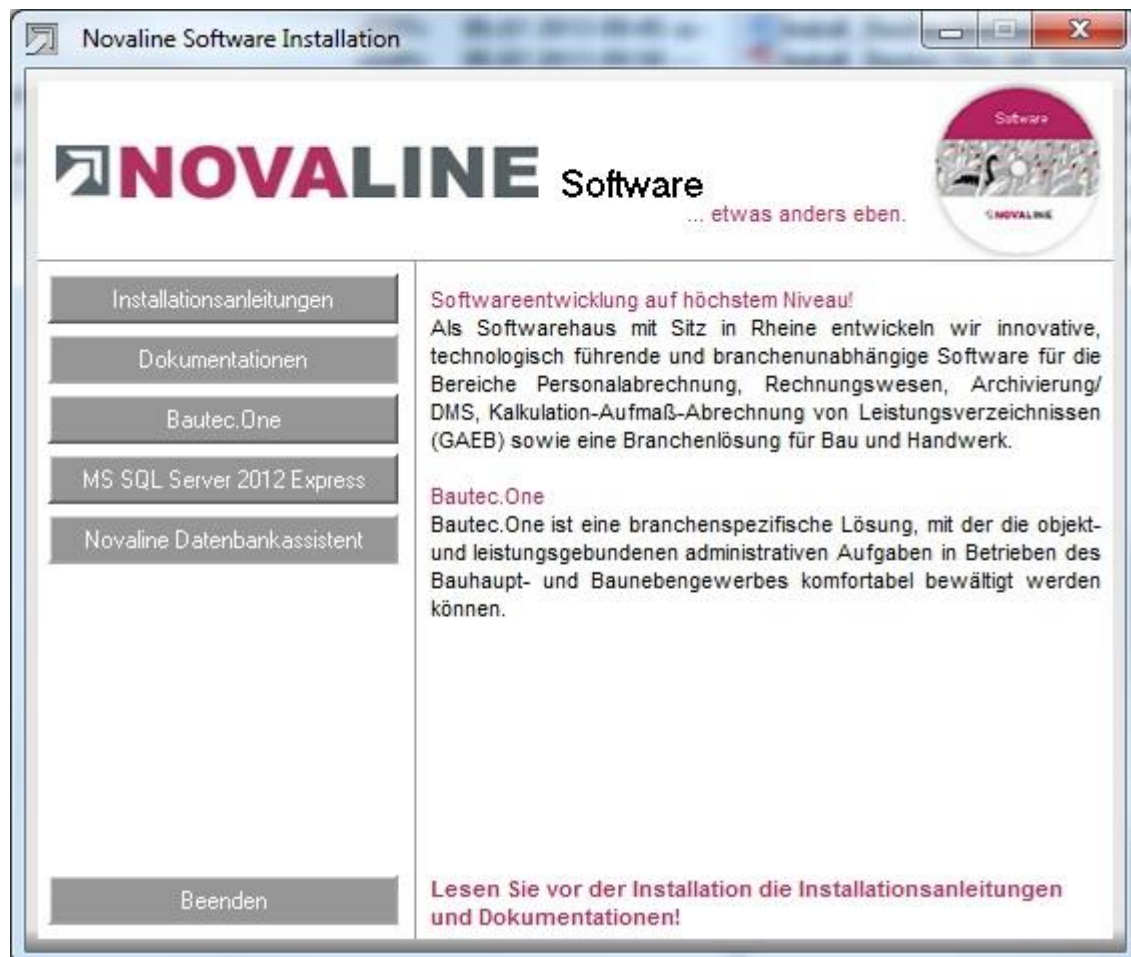 Novaline Software Installation
NOVALINE Software
... etwas anders eben.
Software
NOVALINE
Installationsanleitungen
Dokumentationen
Bautec.One
MS SQL Server 2012 Express
Novaline Datenbankassistent
Beenden
Softwareentwicklung auf höchstem Niveau!
Als Softwarehaus mit Sitz in Rheine entwickeln wir innovative,
technologisch führende und branchenunabhängige Software für die
Bereiche Personalabrechnung, Rechnungswesen, Archivierung/
DMS, Kalkulation-Aufmaß-Abrechnung von Leistungsverzeichnissen
(GAEB) sowie eine Branchenlösung für Bau und Handwerk.
Bautec.One
Bautec.One ist eine branchenspezifische Lösung, mit der die objekt-
und leistungsgebundenen administrativen Aufgaben in Betrieben des
Bauhaupt- und Baunebengewerbes komfortabel bewältigt werden
können.
Lesen Sie vor der Installation die Installationsanleitungen
und Dokumentationen!